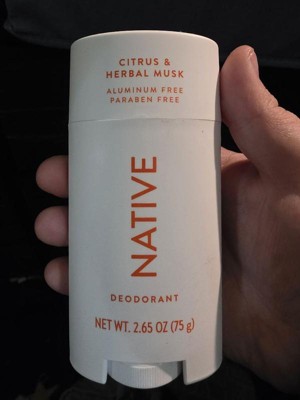 CITRUS &
HERBAL MUSK
ALUMINUM FREE
PARABEN FREE
NATIVE
DEODORANT
NET WT. 2.65 OZ (75 g)